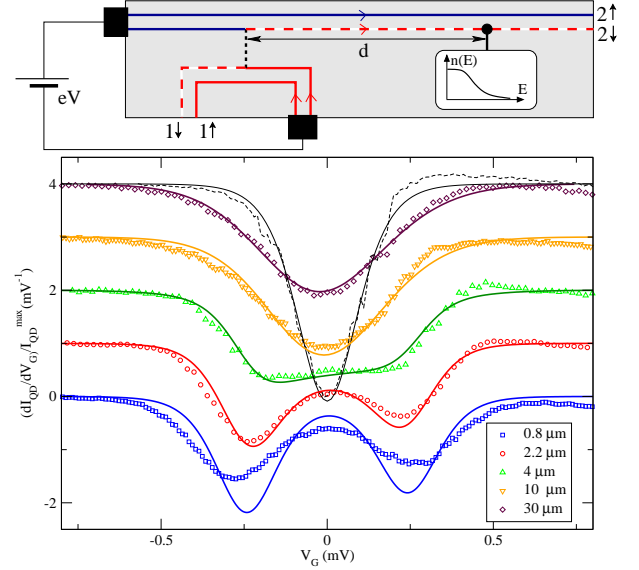 2↑
2↓
d
n(E)
E
eV
1↓
1↑
4
2
0
-2
(dI_QD/dV_G)/I_QD^max (mV^-1)
0.8 µm
2.2 µm
4 µm
10 µm
30 µm
-0.5
0
0.5
V_G (mV)